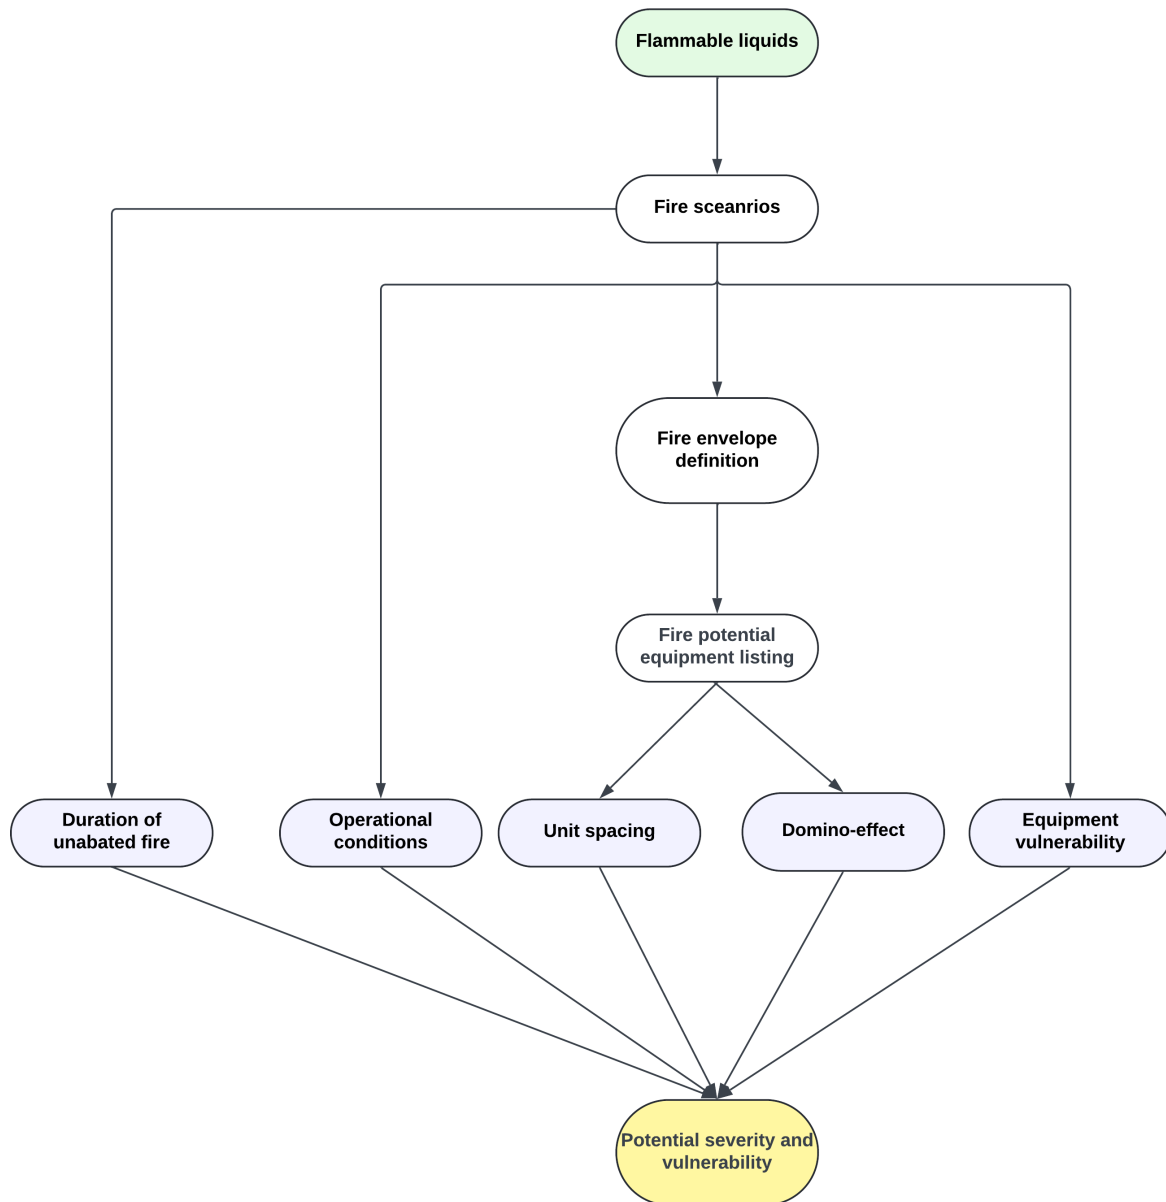 Flammable liquids
Fire sceanrios
Fire envelope
definition
Fire potential
equipment listing
Duration of
unabated fire
Operational
conditions
Unit spacing
Domino-effect
Equipment
vulnerability
Potential severity and
vulnerability